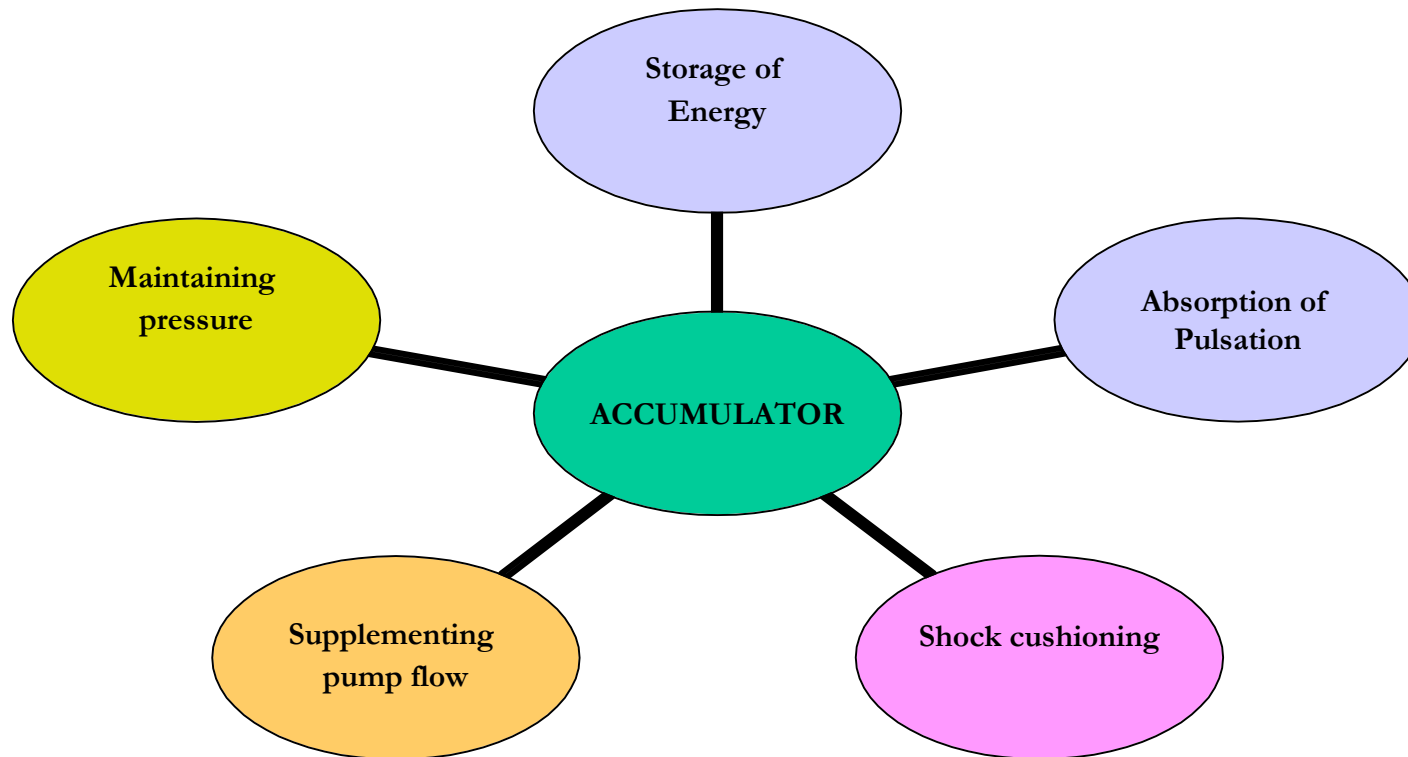 Storage of
Energy
Maintaining
pressure
Absorption of
Pulsation
ACCUMULATOR
Supplementing
pump flow
Shock cushioning